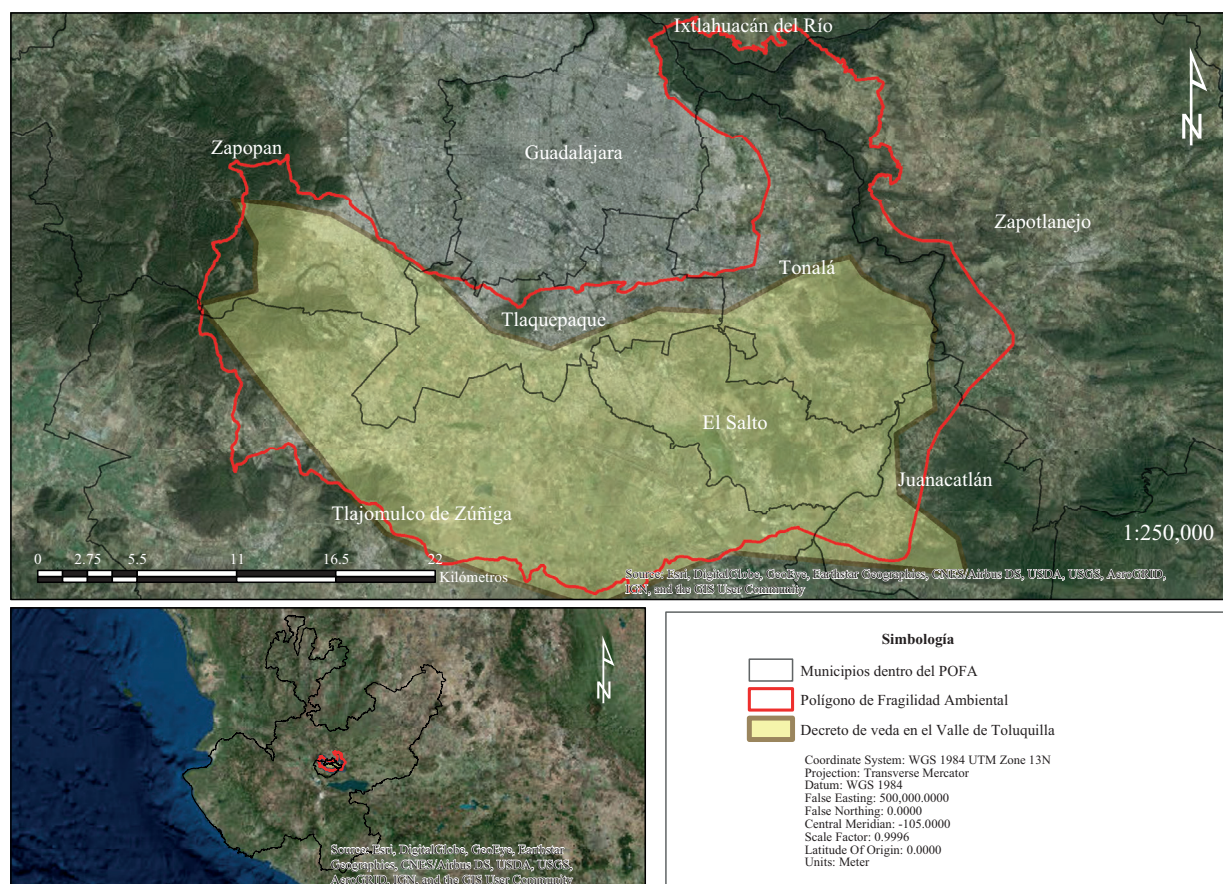 Ixtlahuacán del Río
N
Zapopan
Guadalajara
Zapotlanejo
Tonalá
Tlaquepaque
El Salto
Juanacatlán
Tlajomulco de Zúñiga
1:250,000
0 2.75 5.5 11 16.5 22
Kilómetros
Source: Esri, DigitalGlobe, GeoEye, Earthstar Geographics, CNES/Airbus DS, USDA, USGS, AeroGRID,
IGN, and the GIS User Community
N
Source: Esri, DigitalGlobe, GeoEye, Earthstar
Geographics, CNES/Airbus DS, USDA, USGS,
AeroGRID, IGN, and the GIS User Community
Simbología
Municipios dentro del POFA
Polígono de Fragilidad Ambiental
Decreto de veda en el Valle de Toluquilla
Coordinate System: WGS 1984 UTM Zone 13N
Projection: Transverse Mercator
Datum: WGS 1984
False Easting: 500,000.0000
False Northing: 0.0000
Central Meridian: -105.0000
Scale Factor: 0.9996
Latitude Of Origin: 0.0000
Units: Meter